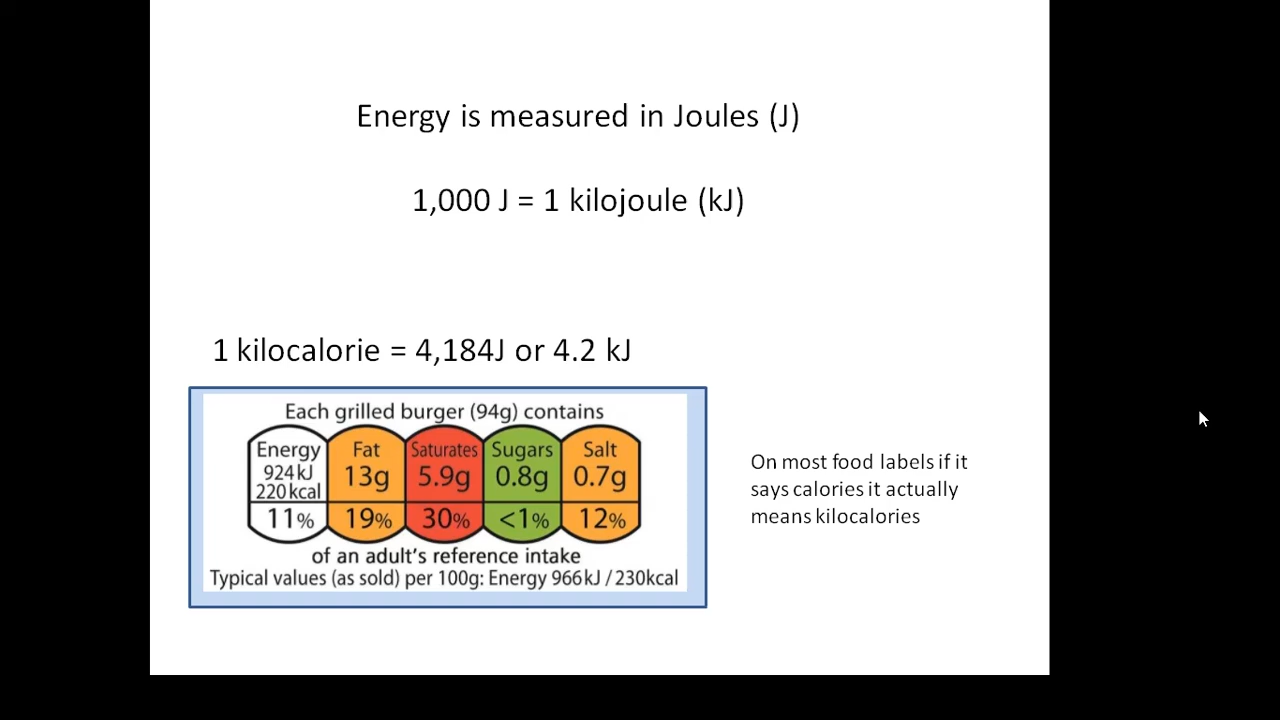 Energy is measured in Joules (J)
1,000 J = 1 kilojoule (kJ)
1 kilocalorie = 4,184J or 4.2 kJ
Each grilled burger (94g) contains
Energy Fat Saturates Sugars Salt
924kJ 13g 5.9g 0.8g 0.7g
220kcal
11% 19% 30% <1% 12%
of an adult's reference intake
Typical values (as sold) per 100g: Energy 966kJ / 230kcal
On most food labels if it
says calories it actually
means kilocalories